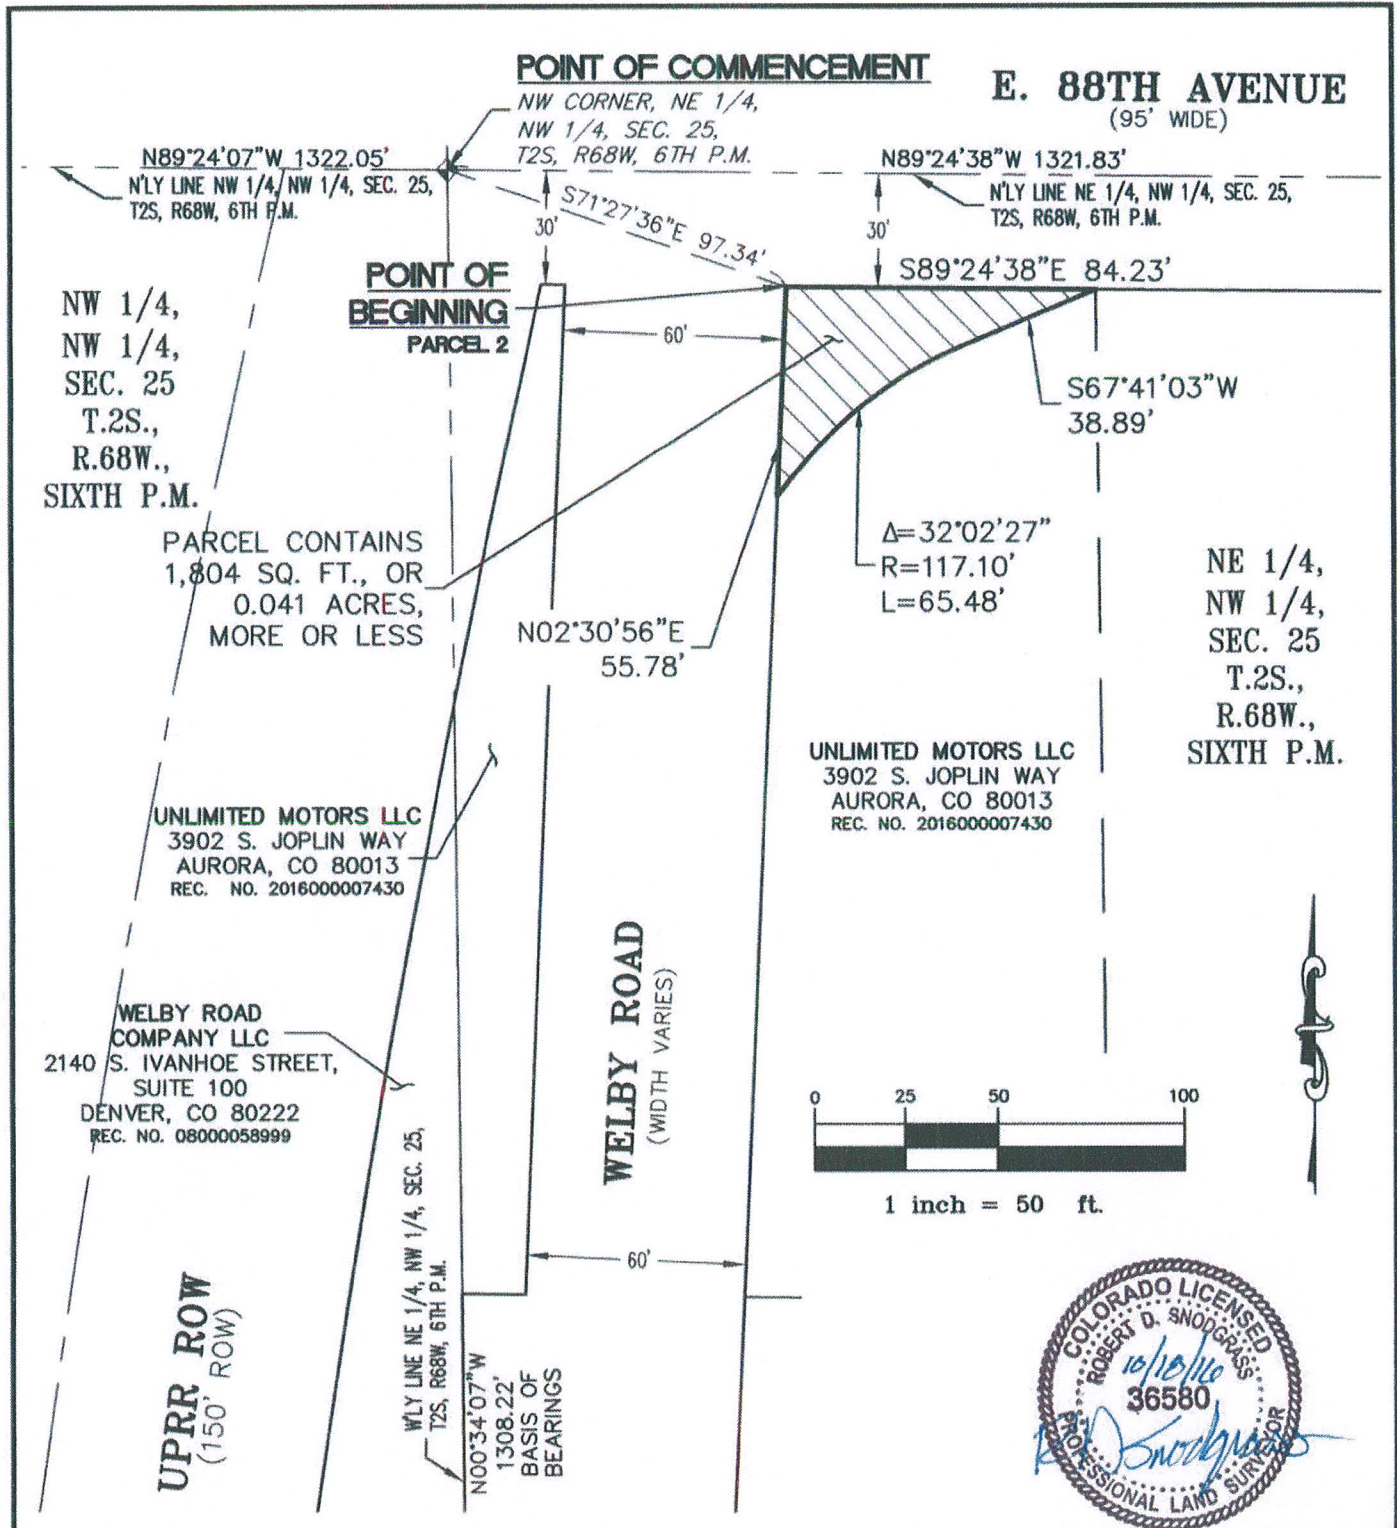 POINT OF COMMENCEMENT
NW CORNER, NE 1/4,
NW 1/4, SEC. 25,
T2S, R68W, 6TH P.M.
E. 88TH AVENUE
(95' WIDE)
N89°24'07"W 1322.05'
N'LY LINE NW 1/4, NW 1/4, SEC. 25,
T2S, R68W, 6TH P.M.
N89°24'38"W 1321.83'
N'LY LINE NE 1/4, NW 1/4, SEC. 25,
T2S, R68W, 6TH P.M.
S71°27'36"E 97.34'
30'
30'
S89°24'38"E 84.23'
POINT OF
BEGINNING
PARCEL 2
60'
NW 1/4,
NW 1/4,
SEC. 25
T.2S.,
R.68W.,
SIXTH P.M.
S67°41'03"W
38.89'
PARCEL CONTAINS
1,804 SQ. FT., OR
0.041 ACRES,
MORE OR LESS
Δ=32°02'27"
R=117.10'
L=65.48'
N02°30'56"E
55.78'
NE 1/4,
NW 1/4,
SEC. 25
T.2S.,
R.68W.,
SIXTH P.M.
UNLIMITED MOTORS LLC
3902 S. JOPLIN WAY
AURORA, CO 80013
REC. NO. 2016000007430
UNLIMITED MOTORS LLC
3902 S. JOPLIN WAY
AURORA, CO 80013
REC. NO. 2016000007430
WELBY ROAD
(WIDTH VARIES)
WELBY ROAD
COMPANY LLC
2140 S. IVANHOE STREET,
SUITE 100
DENVER, CO 80222
REC. NO. 08000058999
0 25 50 100
1 inch = 50 ft.
60'
W'LY LINE NE 1/4, NW 1/4, SEC. 25,
T2S, R68W, 6TH P.M.
N00°34'07"W
1308.22'
BASIS OF
BEARINGS
UPRR ROW
(150' ROW)
COLORADO LICENSED
ROBERT D. SNODGRASS
10/18/16
36580
PROFESSIONAL LAND SURVEYOR
RD Snodgrass